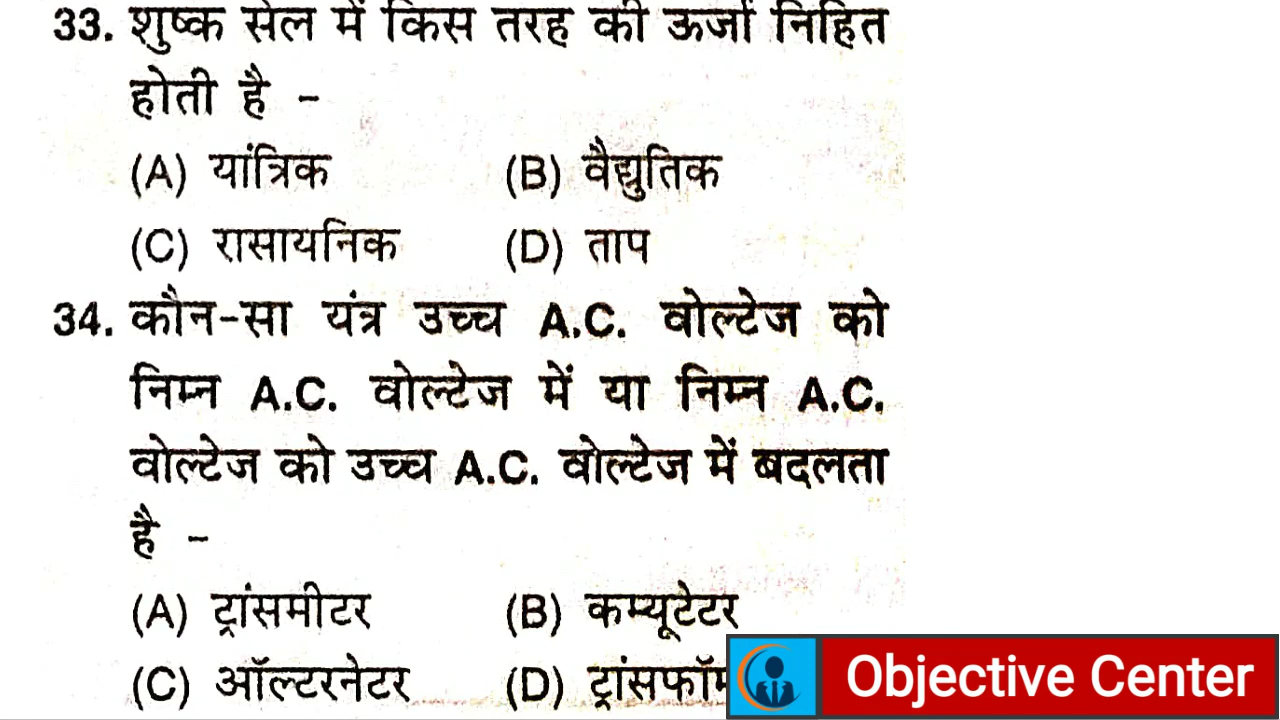 33. शुष्क सेल में किस तरह की ऊर्जा निहित
होती है -
(A) यांत्रिक (B) वैद्युतिक
(C) रासायनिक (D) ताप
34. कौन-सा यंत्र उच्च A.C. वोल्टेज को
निम्न A.C. वोल्टेज में या निम्न A.C.
वोल्टेज को उच्च A.C. वोल्टेज में बदलता
है -
(A) ट्रांसमीटर (B) कम्यूटेटर
(C) ऑल्टरनेटर (D)
Objective Center